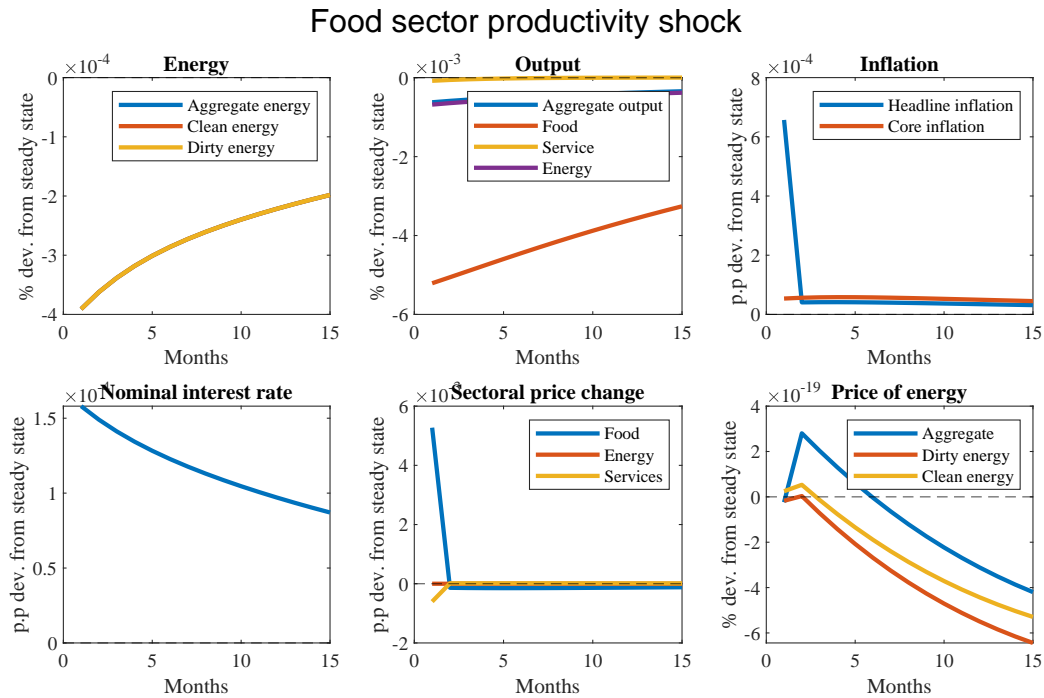 Food sector productivity shock
×10⁻⁴
Energy
0
-1
-2
-3
-4
% dev. from steady state
Aggregate energy
Clean energy
Dirty energy
0 5 10 15
Months
×10⁻³
Output
0
-2
-4
-6
% dev. from steady state
Aggregate output
Food
Service
Energy
0 5 10 15
Months
×10⁻⁴
Inflation
8
6
4
2
0
p.p dev. from steady state
Headline inflation
Core inflation
0 5 10 15
Months
Nominal interest rate
1.5
1
0.5
0
p.p dev. from steady state
0 5 10 15
Months
Sectoral price change
6
4
2
0
-2
p.p dev. from steady state
Food
Energy
Services
0 5 10 15
Months
×10⁻¹⁹
Price of energy
4
2
0
-2
-4
-6
% dev. from steady state
Aggregate
Dirty energy
Clean energy
0 5 10 15
Months